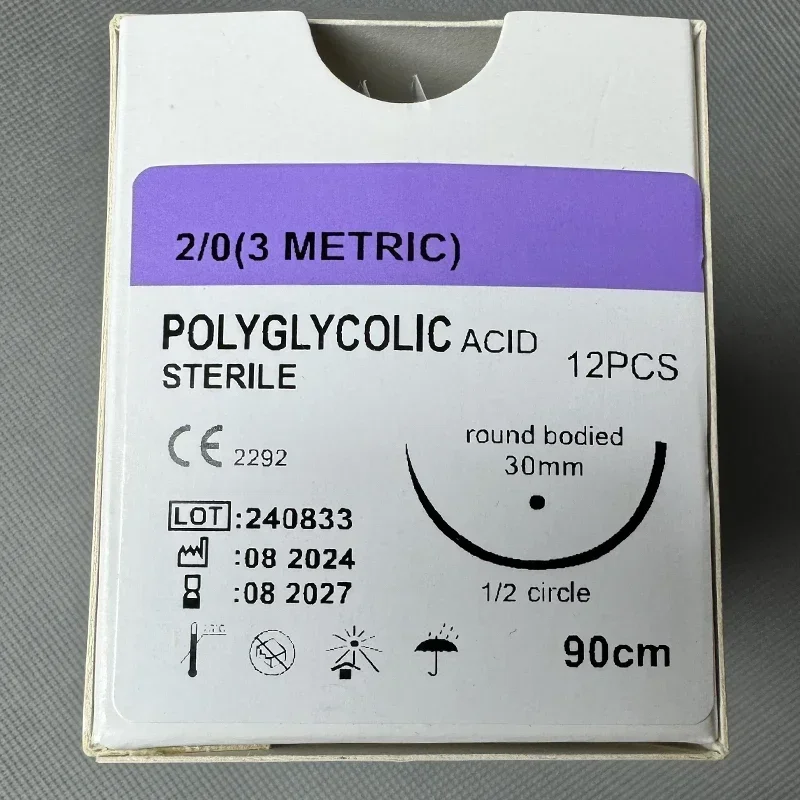 2/0(3 METRIC)
POLYGLYCOLIC ACID
12PCS
STERILE
CE 2292
round bodied
30mm
LOT :240833
:08 2024
:08 2027
1/2 circle
90cm